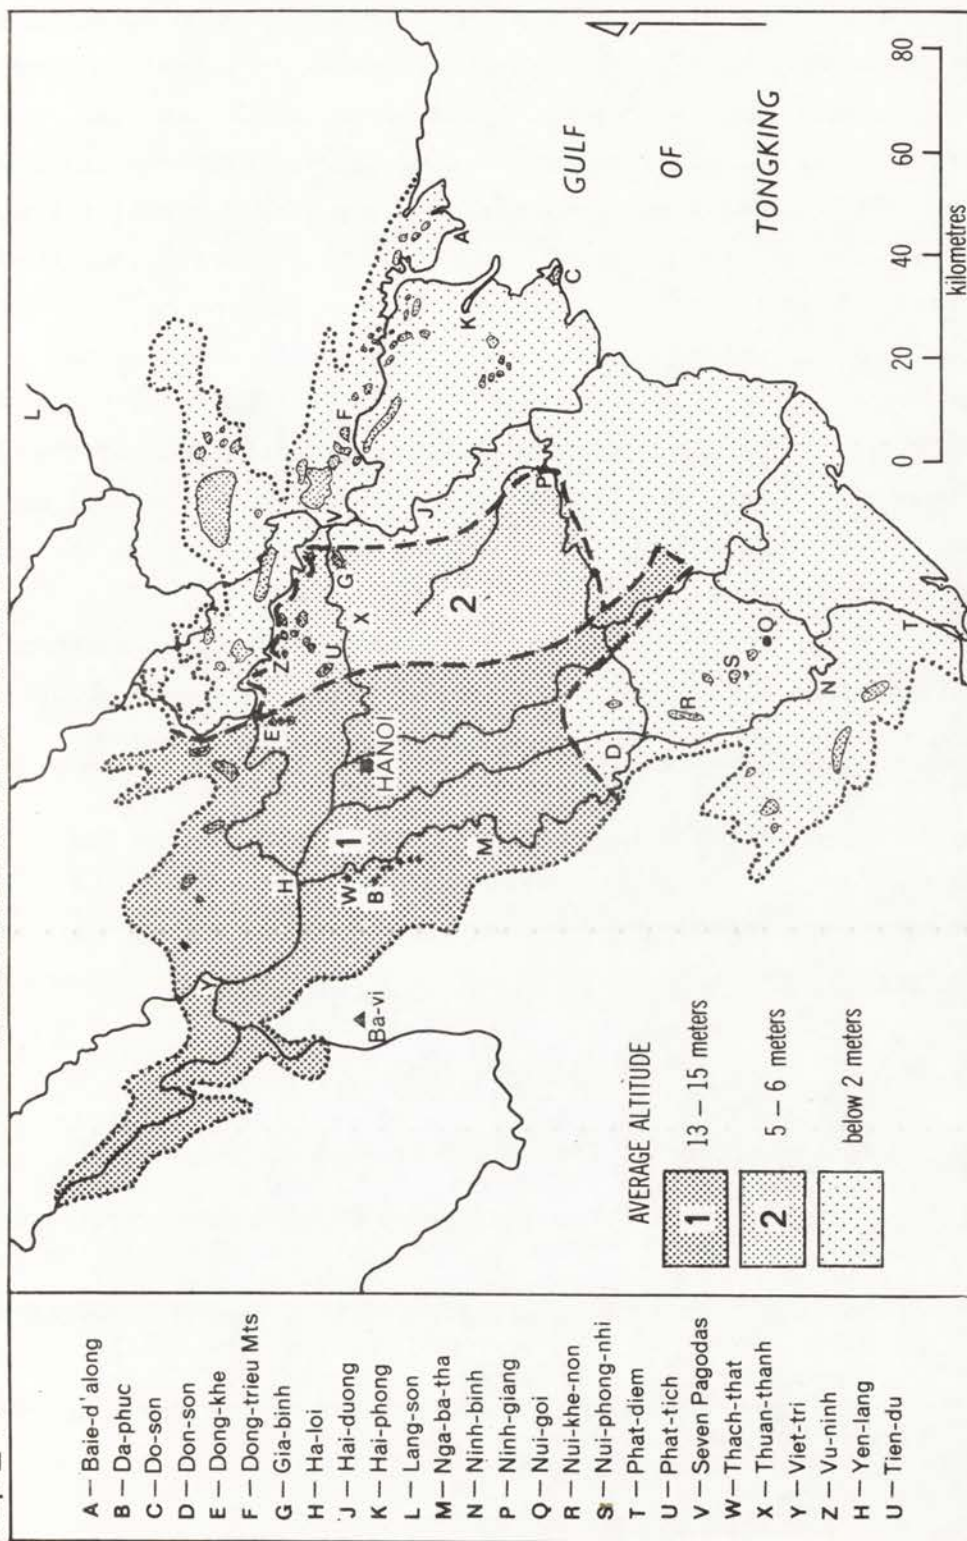 A — Baie-d'along
B — Da-phuc
C — Do-son
D — Don-son
E — Dong-khe
F — Dong-trieu Mts
G — Gia-binh
H — Ha-loi
J — Hai-duong
K — Hai-phong
L — Lang-son
M — Nga-ba-tha
N — Ninh-binh
P — Ninh-giang
Q — Nui-goi
R — Nui-khe-non
S — Nui-phong-nhi
T — Phat-diem
U — Phat-tich
V — Seven Pagodas
W — Thach-that
X — Thuan-thanh
Y — Viet-tri
Z — Vu-ninh
H — Yen-lang
U — Tien-du
L
Y
H
E
Z
U
G
V
F
X
J
W
1
B
HANOI
2
K
A
Ba-vi
M
P
C
D
R
S
Q
N
T
GULF
OF
TONGKING
AVERAGE ALTITUDE
1 13 – 15 meters
2 5 – 6 meters
below 2 meters
0 20 40 60 80
kilometres